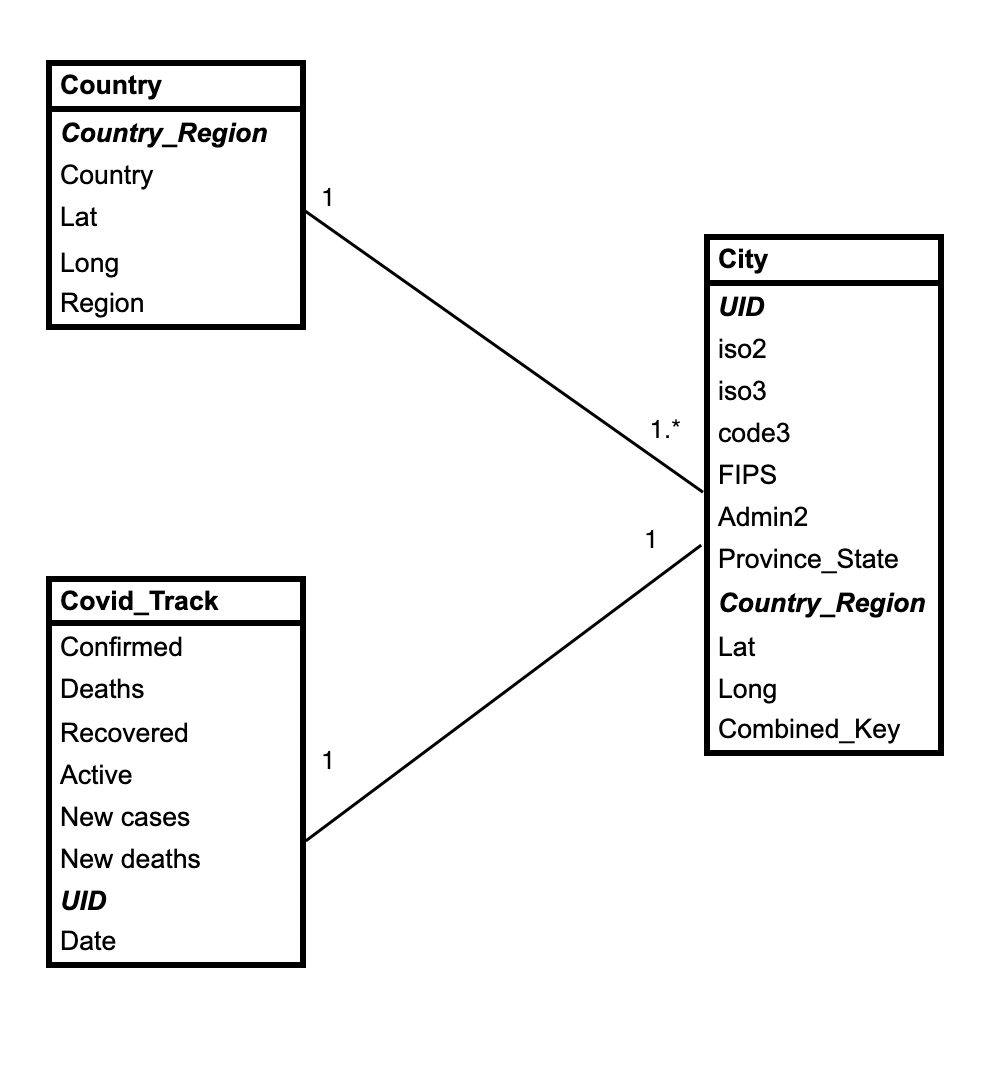 Country
Country_Region
Country
Lat
Long
Region
1
City
UID
iso2
iso3
code3
FIPS
Admin2
Province_State
Country_Region
Lat
Long
Combined_Key
1.*
1
Covid_Track
Confirmed
Deaths
Recovered
Active
New cases
New deaths
UID
Date
1